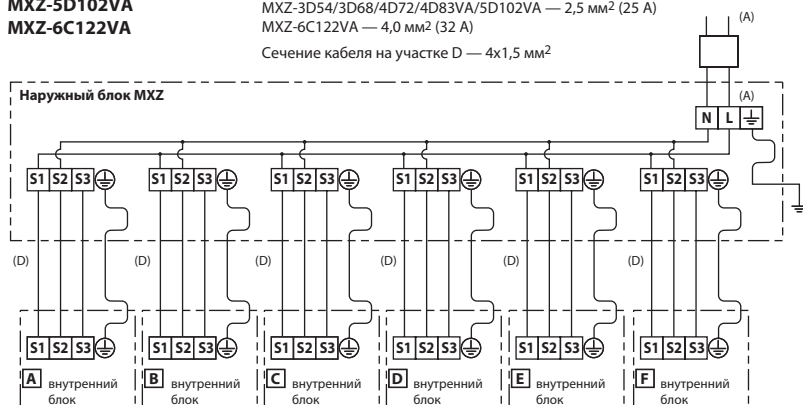 MXZ-5D102VA
MXZ-6C122VA
MXZ-3D54/3D68/4D72/4D83VA/5D102VA — 2,5 мм² (25 А)
MXZ-6C122VA — 4,0 мм² (32 А)
Сечение кабеля на участке D — 4x1,5 мм²
(A)
Наружный блок MXZ
(A)
N L
S1 S2 S3 S1 S2 S3 S1 S2 S3 S1 S2 S3 S1 S2 S3 S1 S2 S3
(D) (D) (D) (D) (D) (D)
S1 S2 S3 S1 S2 S3 S1 S2 S3 S1 S2 S3 S1 S2 S3 S1 S2 S3
A внутренний блок
B внутренний блок
C внутренний блок
D внутренний блок
E внутренний блок
F внутренний блок